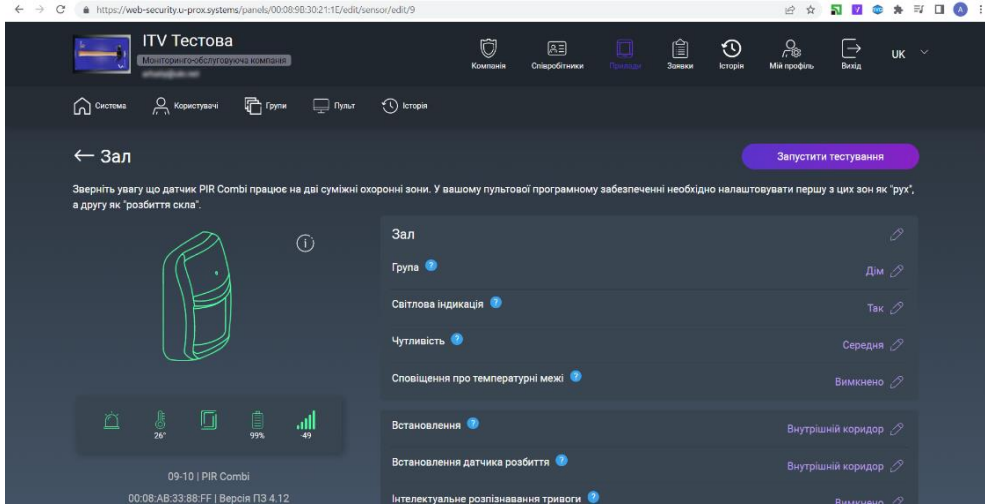 https://web-security.u-prox.systems/panels/00:08:9B:30:21:1E/edit/sensor/edit/9
ITV Тестова
Моніторинго-обслуговуюча компанія
Компанія
Співробітники
Прилади
Заявки
Історія
Мій профіль
Вихід
UK
Система
Користувачі
Групи
Пульт
Історія
← Зал
Запустити тестування
Зверніть увагу що датчик PIR Combi працює на дві суміжні охоронні зони. У вашому пультової програмному забезпеченні необхідно налаштовувати першу з цих зон як "рух",
а другу як "розбиття скла".
Зал
Група
Дім
Світлова індикація
Так
Чутливість
Середня
Сповіщення про температурні межі
Вимкнено
26°
99%
-49
09-10 | PIR Combi
00:08:AB:33:88:FF | Версія ПЗ 4.12
Встановлення
Внутрішній коридор
Встановлення датчика розбиття
Внутрішній коридор
Інтелектуальне розпізнавання тривоги
Вимкнено